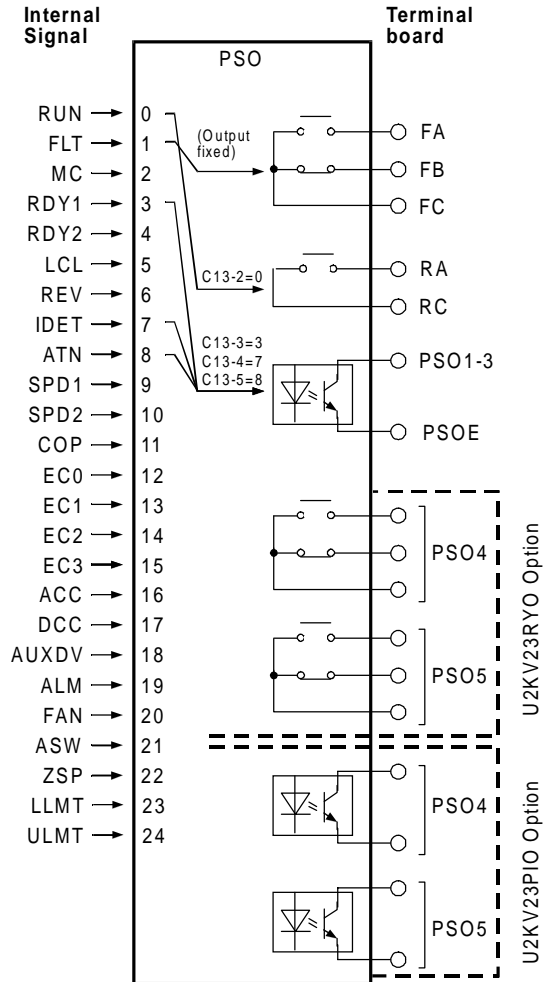 Internal
Signal
Terminal
board
PSO
RUN 0
FLT 1
MC 2
RDY1 3
RDY2 4
LCL 5
REV 6
IDET 7
ATN 8
SPD1 9
SPD2 10
COP 11
EC0 12
EC1 13
EC2 14
EC3 15
ACC 16
DCC 17
AUXDV 18
ALM 19
FAN 20
ASW 21
ZSP 22
LLMT 23
ULMT 24
(Output
fixed)
C13-2=0
C13-3=3
C13-4=7
C13-5=8
FA
FB
FC
RA
RC
PSO1-3
PSOE
PSO4
PSO5
U2KV23RYO Option
PSO4
PSO5
U2KV23PIO Option